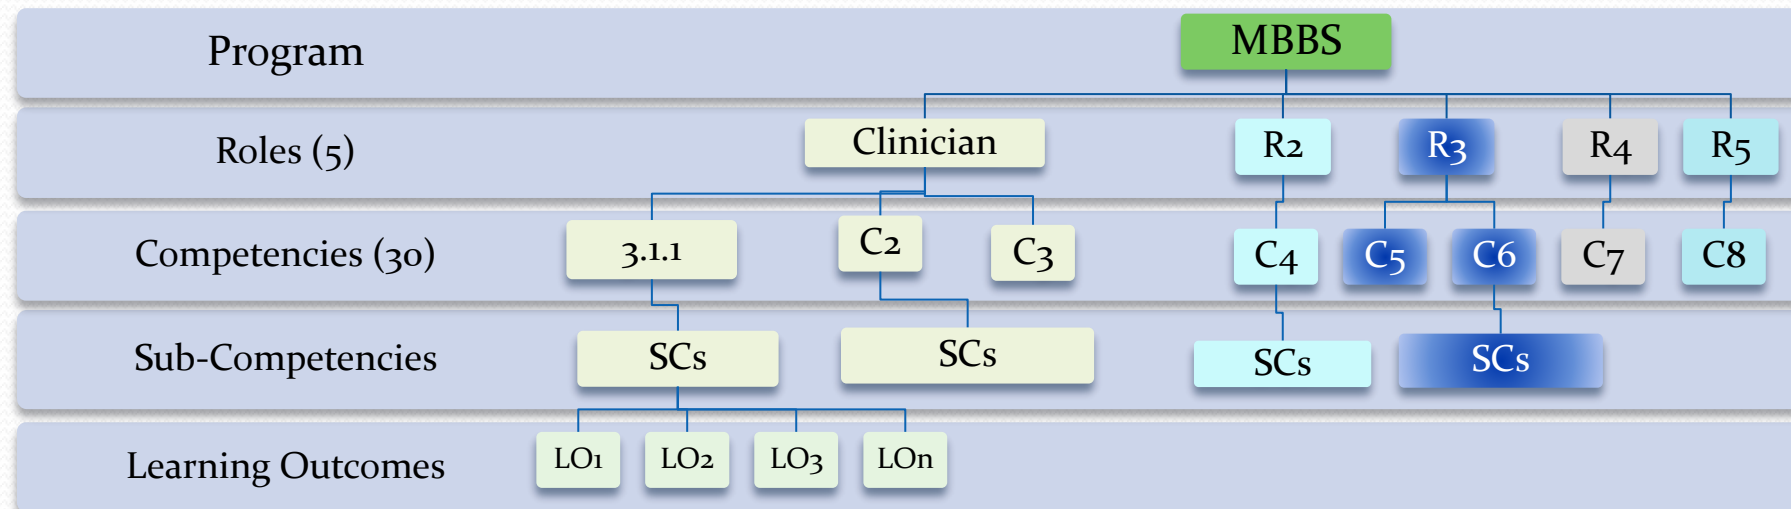 Program
MBBS
Roles (5)
Clinician
R2
R3
R4
R5
Competencies (30)
3.1.1
C2
C3
C4
C5
C6
C7
C8
Sub-Competencies
SCs
SCs
SCs
SCs
Learning Outcomes
LO1
LO2
LO3
LOn